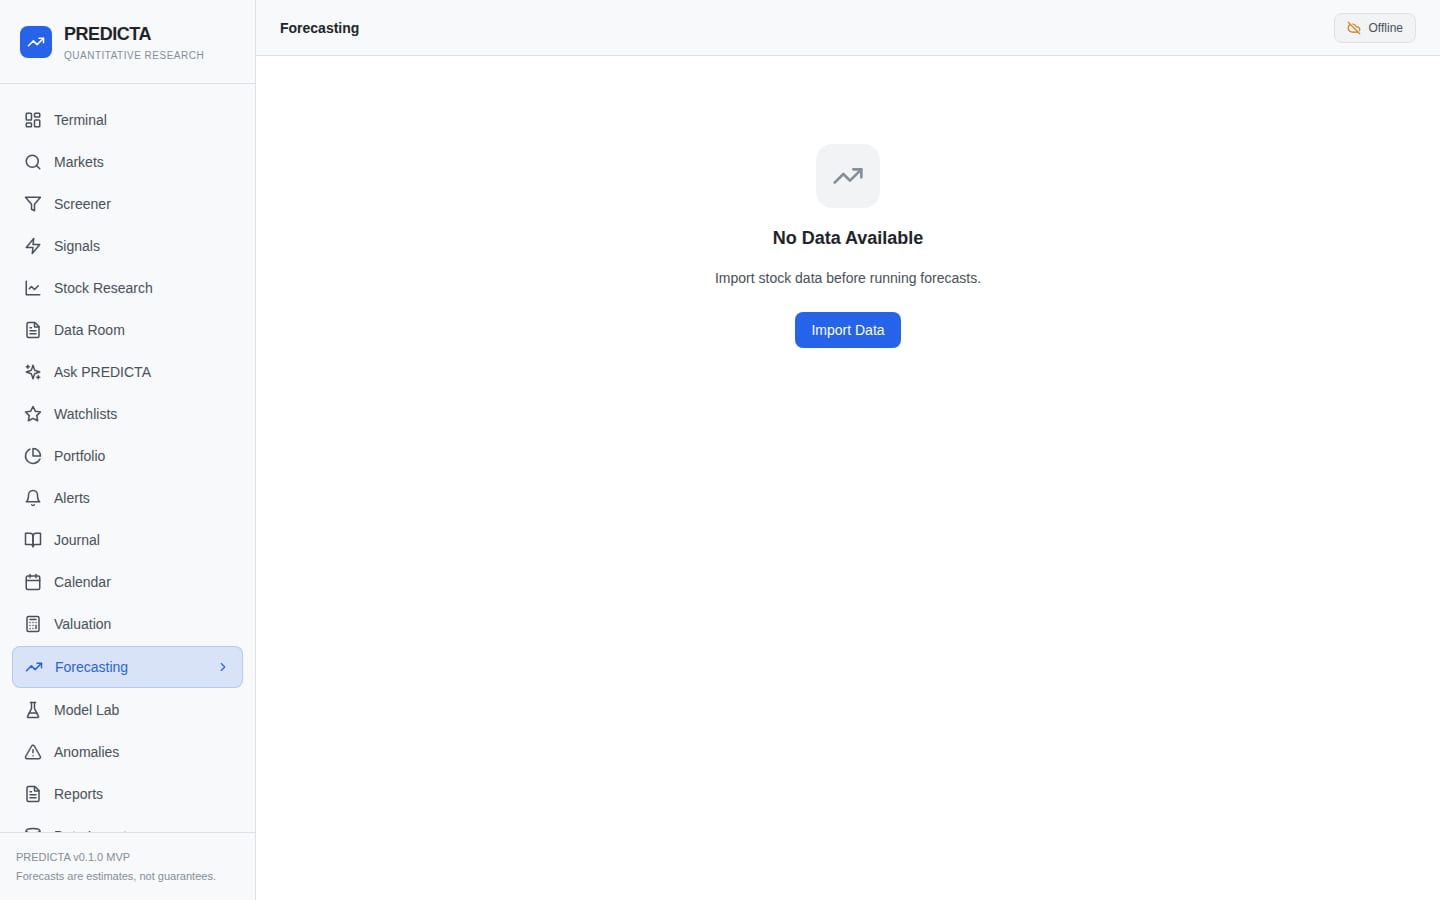 PREDICTA
QUANTITATIVE RESEARCH
Terminal
Markets
Screener
Signals
Stock Research
Data Room
Ask PREDICTA
Watchlists
Portfolio
Alerts
Journal
Calendar
Valuation
Forecasting
Model Lab
Anomalies
Reports
PREDICTA v0.1.0 MVP
Forecasts are estimates, not guarantees.
Forecasting
Offline
No Data Available
Import stock data before running forecasts.
Import Data